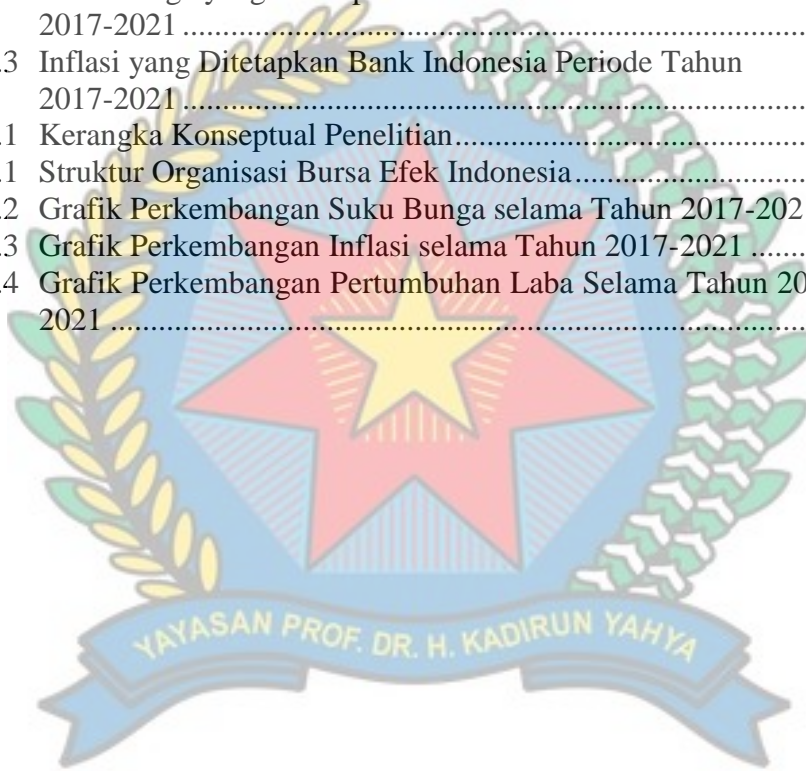 2017-2021 ........................................................................
.3 Inflasi yang Ditetapkan Bank Indonesia Periode Tahun
2017-2021 ........................................................................
.1 Kerangka Konseptual Penelitian........................................
.1 Struktur Organisasi Bursa Efek Indonesia..........................
.2 Grafik Perkembangan Suku Bunga selama Tahun 2017-202
.3 Grafik Perkembangan Inflasi selama Tahun 2017-2021 .......
.4 Grafik Perkembangan Pertumbuhan Laba Selama Tahun 20
2021 ................................................................................
YAYASAN PROF. DR. H. KADIRUN YAHYA